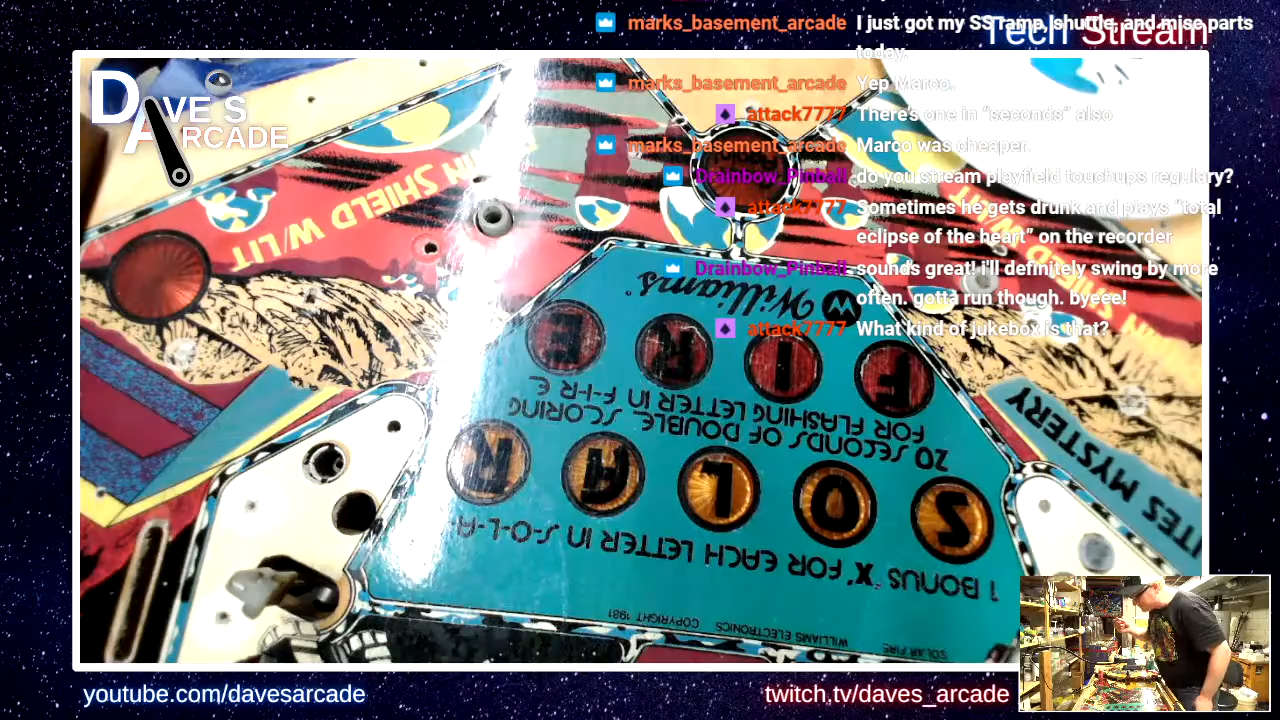 marks_basement_arcade I just got my SS ramp, shuttle, and misc parts
today.
Tech Stream
marks_basement_arcade Yep Marco.
attack7777 There's one in "seconds" also
marks_basement_arcade Marco was cheaper.
Drainbow_Pinball do you stream playfield touchups regulary?
attack7777 Sometimes he gets drunk and plays "total
eclipse of the heart" on the recorder
Drainbow_Pinball sounds great! i'll definitely swing by more
often. gotta run though. byeee!
attack7777 What kind of jukebox is that?
DAVE'S
ARCADE
IN SHIELD W/LIT
SOLAR FIRE
WILLIAMS ELECTRONICS COPYRIGHT 1981
1 BONUS "X" FOR EACH LETTER IN S-O-L-A-R
S O L A R
20 SECONDS OF DOUBLE SCORING
FOR FLASHING LETTER IN F-I-R-E
F I R E
Williams
ITES MYSTERY
youtube.com/davesarcade
twitch.tv/daves_arcade